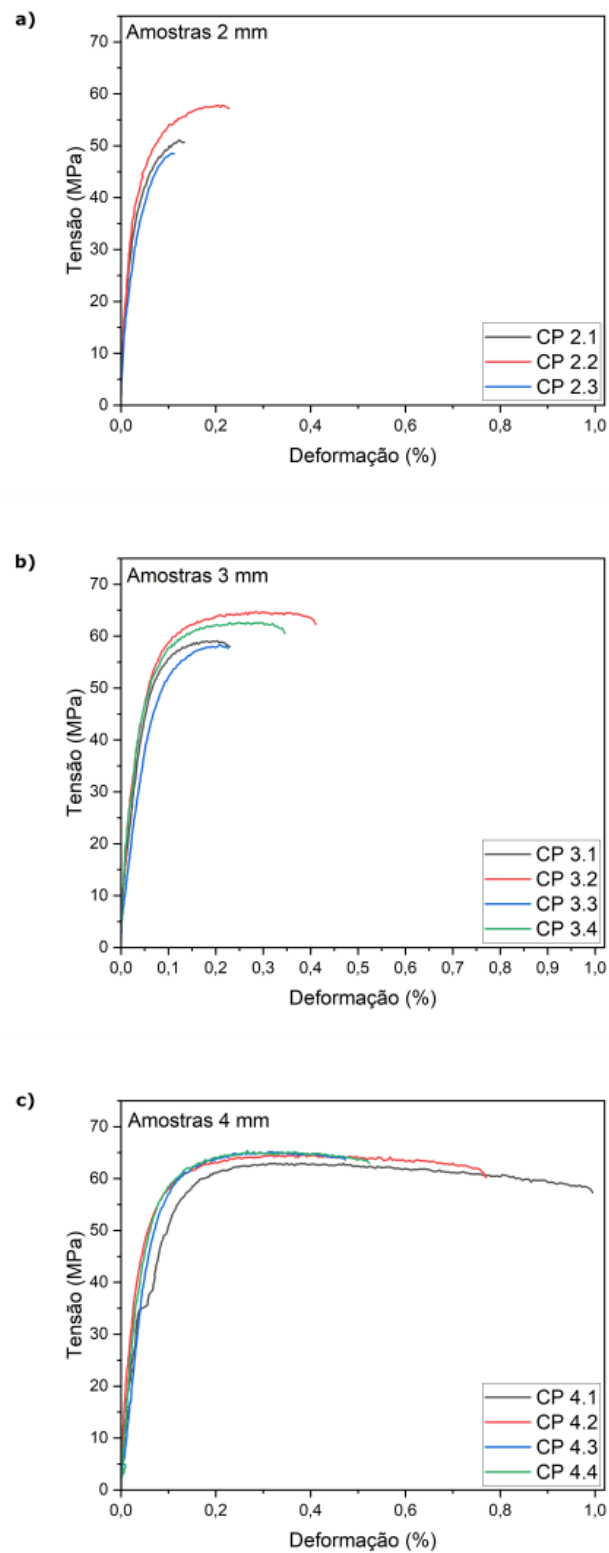 a)
Amostras 2 mm
70
60
50
40
30
20
10
0
Tensão (MPa)
0,0 0,2 0,4 0,6 0,8 1,0
Deformação (%)
CP 2.1
CP 2.2
CP 2.3
b)
Amostras 3 mm
70
60
50
40
30
20
10
0
Tensão (MPa)
0,0 0,1 0,2 0,3 0,4 0,5 0,6 0,7 0,8 0,9 1,0
Deformação (%)
CP 3.1
CP 3.2
CP 3.3
CP 3.4
c)
Amostras 4 mm
70
60
50
40
30
20
10
0
Tensão (MPa)
0,0 0,2 0,4 0,6 0,8 1,0
Deformação (%)
CP 4.1
CP 4.2
CP 4.3
CP 4.4